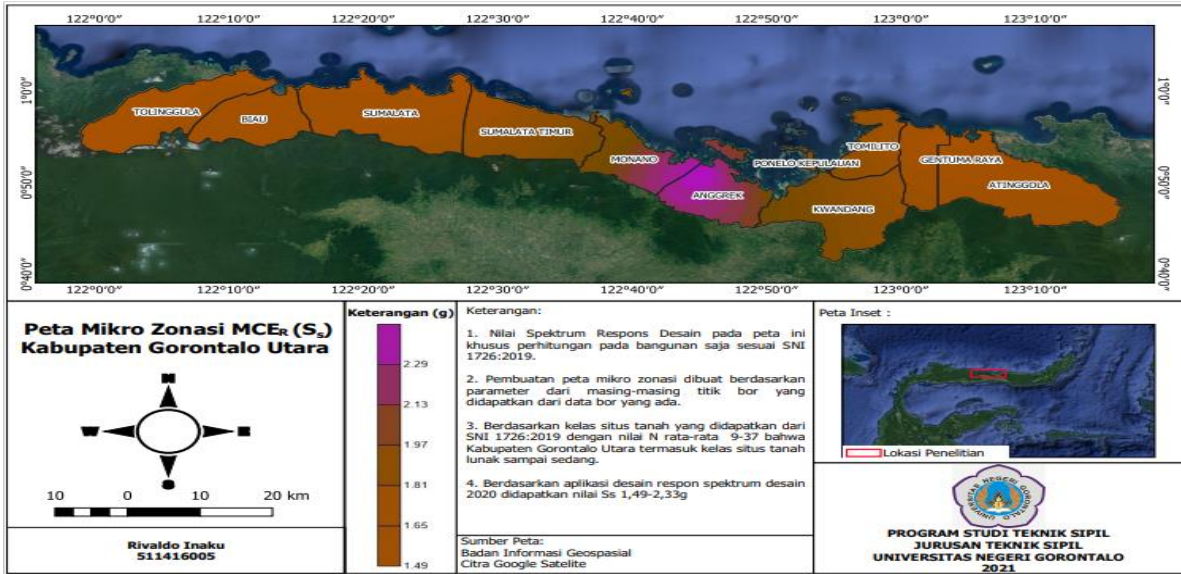 122°0'0" 122°10'0" 122°20'0" 122°30'0" 122°40'0" 122°50'0" 123°0'0" 123°10'0"
1°0'0" 1°0'0"
0°50'0" 0°50'0"
0°40'0" 0°40'0"
TOLINGGULA
BIAU
SUMALATA
SUMALATA TIMUR
MONANO
ANGGREK
PONELO KEPULAUAN
KWANDANG
TOMILITO
GENTUMA RAYA
ATINGGOLA
122°0'0" 122°10'0" 122°20'0" 122°30'0" 122°40'0" 122°50'0" 123°0'0" 123°10'0"
Peta Mikro Zonasi MCER (Ss)
Kabupaten Gorontalo Utara
N
W E
S
10 0 10 20 km
Rivaldo Inaku
511416005
Keterangan (g)
2.29
2.13
1.97
1.81
1.65
1.49
Keterangan:
1. Nilai Spektrum Respons Desain pada peta ini
khusus perhitungan pada bangunan saja sesuai SNI
1726:2019.
2. Pembuatan peta mikro zonasi dibuat berdasarkan
parameter dari masing-masing titik bor yang
didapatkan dari data bor yang ada.
3. Berdasarkan kelas situs tanah yang didapatkan dari
SNI 1726:2019 dengan nilai N rata-rata 9-37 bahwa
Kabupaten Gorontalo Utara termasuk kelas situs tanah
lunak sampai sedang.
4. Berdasarkan aplikasi desain respon spektrum desain
2020 didapatkan nilai Ss 1,49-2,33g
Sumber Peta:
Badan Informasi Geospasial
Citra Google Satelite
Peta Inset :
Lokasi Penelitian
UNIVERSITAS NEGERI GORONTALO
PROGRAM STUDI TEKNIK SIPIL
JURUSAN TEKNIK SIPIL
UNIVERSITAS NEGERI GORONTALO
2021